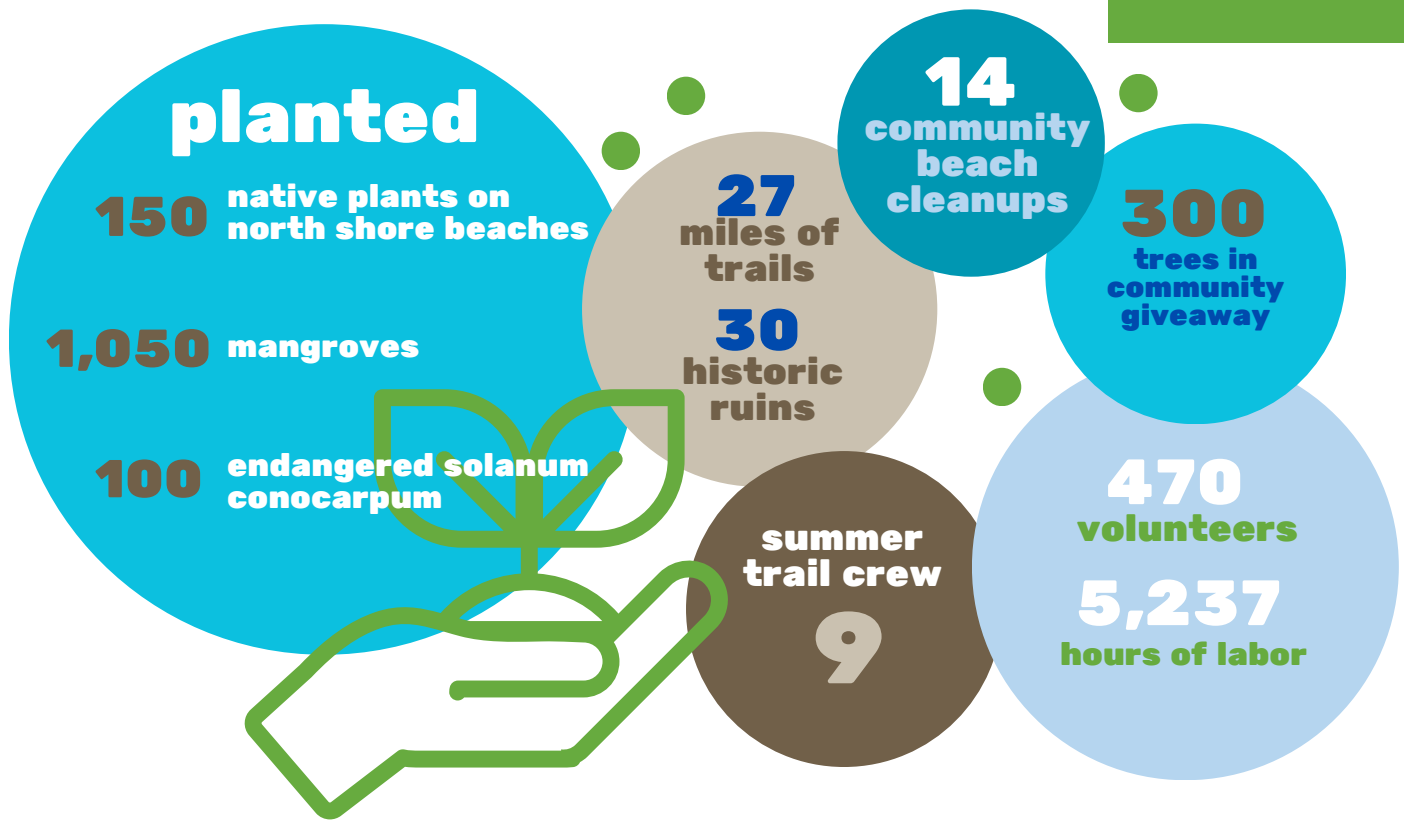 planted
150 native plants on
north shore beaches
1,050 mangroves
100 endangered solanum
conocarpum
27
miles of
trails
30
historic
ruins
14
community
beach
cleanups
300
trees in
community
giveaway
summer
trail crew
9
470
volunteers
5,237
hours of labor